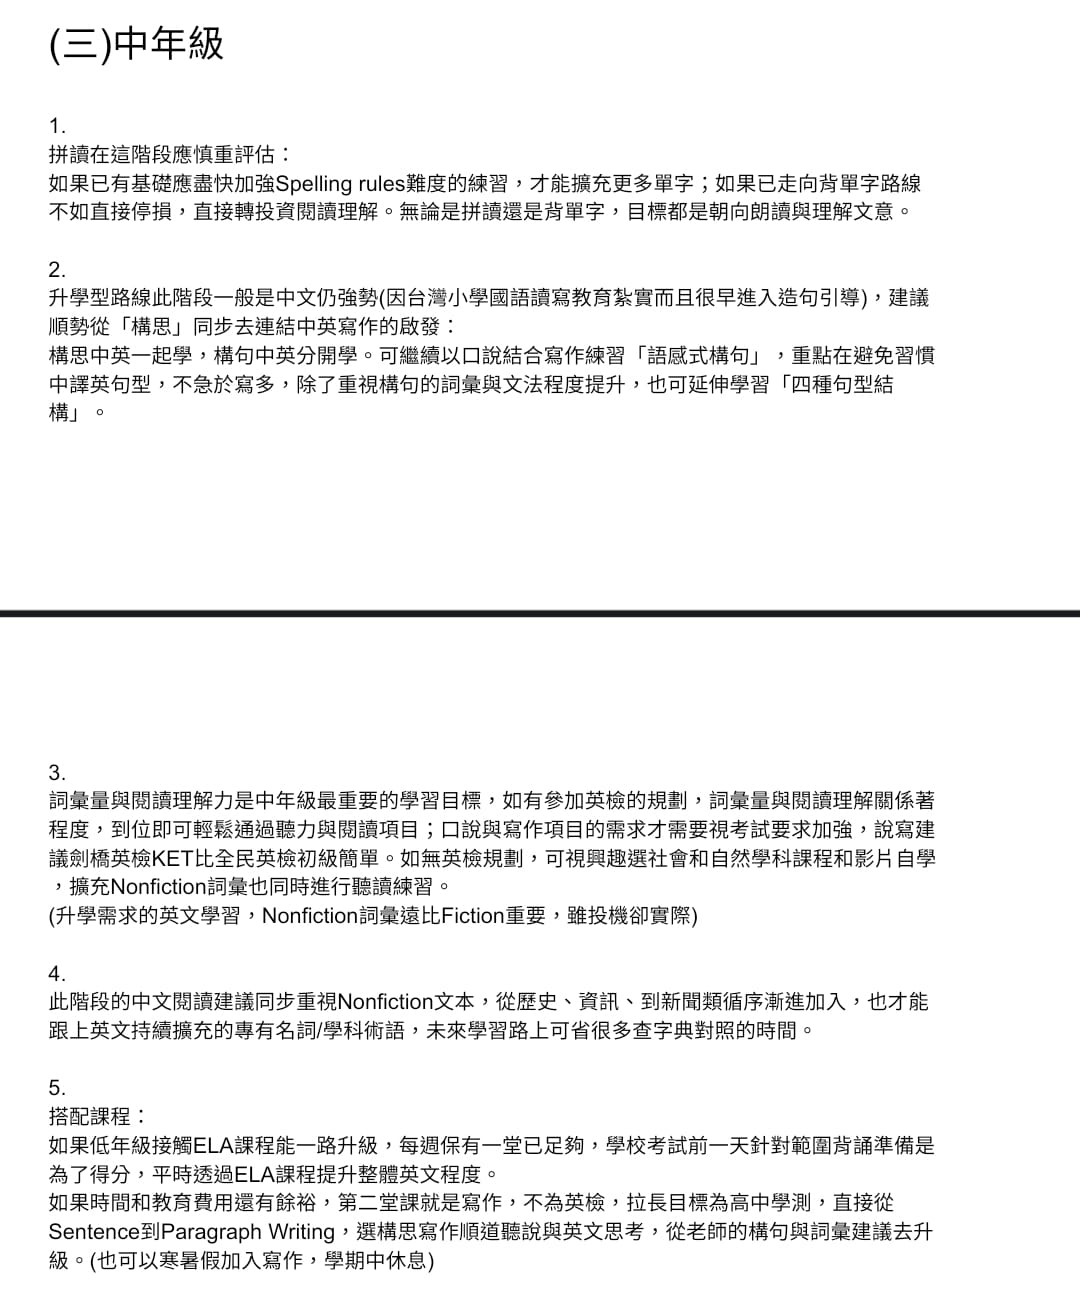 (三)中年級
1.
拼讀在這階段應慎重評估：
如果已有基礎應盡快加強Spelling rules難度的練習，才能擴充更多單字；如果已走向背單字路線
不如直接停損，直接轉投資閱讀理解。無論是拼讀還是背單字，目標都是朝向朗讀與理解文意。
2.
升學型路線此階段一般是中文仍強勢(因台灣小學國語讀寫教育紮實而且很早進入造句引導)，建議
順勢從「構思」同步去連結中英寫作的啟發：
構思中英一起學，構句中英分開學。可繼續以口說結合寫作練習「語感式構句」，重點在避免習慣
中譯英句型，不急於寫多，除了重視構句的詞彙與文法程度提升，也可延伸學習「四種句型結
構」。
3.
詞彙量與閱讀理解力是中年級最重要的學習目標，如有參加英檢的規劃，詞彙量與閱讀理解關係著
程度，到位即可輕鬆通過聽力與閱讀項目；口說與寫作項目的需求才需要視考試要求加強，說寫建
議劍橋英檢KET比全民英檢初級簡單。如無英檢規劃，可視興趣選社會和自然學科課程和影片自學
，擴充Nonfiction詞彙也同時進行聽讀練習。
(升學需求的英文學習，Nonfiction詞彙遠比Fiction重要，雖投機卻實際)
4.
此階段的中文閱讀建議同步重視Nonfiction文本，從歷史、資訊、到新聞類循序漸進加入，也才能
跟上英文持續擴充的專有名詞/學科術語，未來學習路上可省很多查字典對照的時間。
5.
搭配課程：
如果低年級接觸ELA課程能一路升級，每週保有一堂已足夠，學校考試前一天針對範圍背誦準備是
為了得分，平時透過ELA課程提升整體英文程度。
如果時間和教育費用還有餘裕，第二堂課就是寫作，不為英檢，拉長目標為高中學測，直接從
Sentence到Paragraph Writing，選構思寫作順道聽說與英文思考，從老師的構句與詞彙建議去升
級。(也可以寒暑假加入寫作，學期中休息)